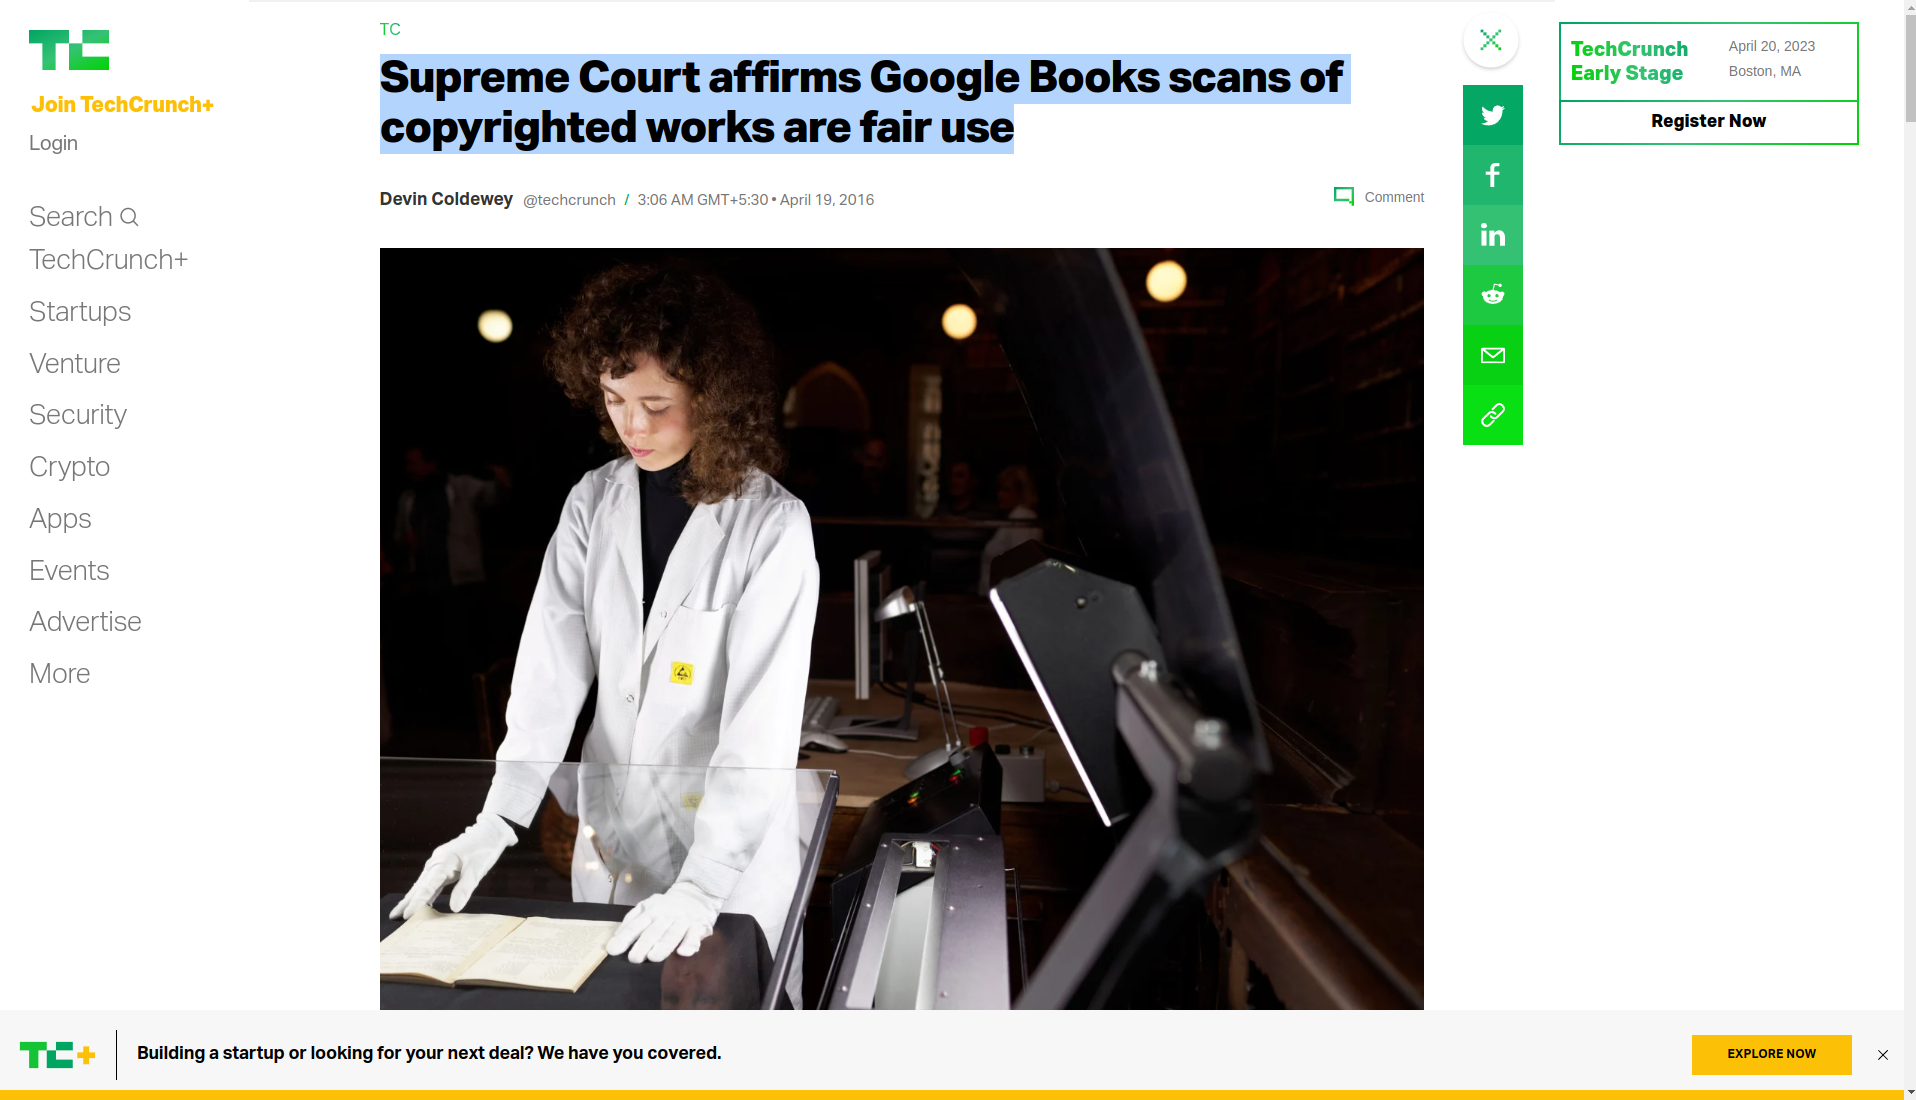 TC
Join TechCrunch+
Login
Search
TechCrunch+
Startups
Venture
Security
Crypto
Apps
Events
Advertise
More
TC
Supreme Court affirms Google Books scans of
copyrighted works are fair use
Devin Coldewey @techcrunch / 3:06 AM GMT+5:30 • April 19, 2016
Comment
TechCrunch
Early Stage
April 20, 2023
Boston, MA
Register Now
TC+
Building a startup or looking for your next deal? We have you covered.
EXPLORE NOW